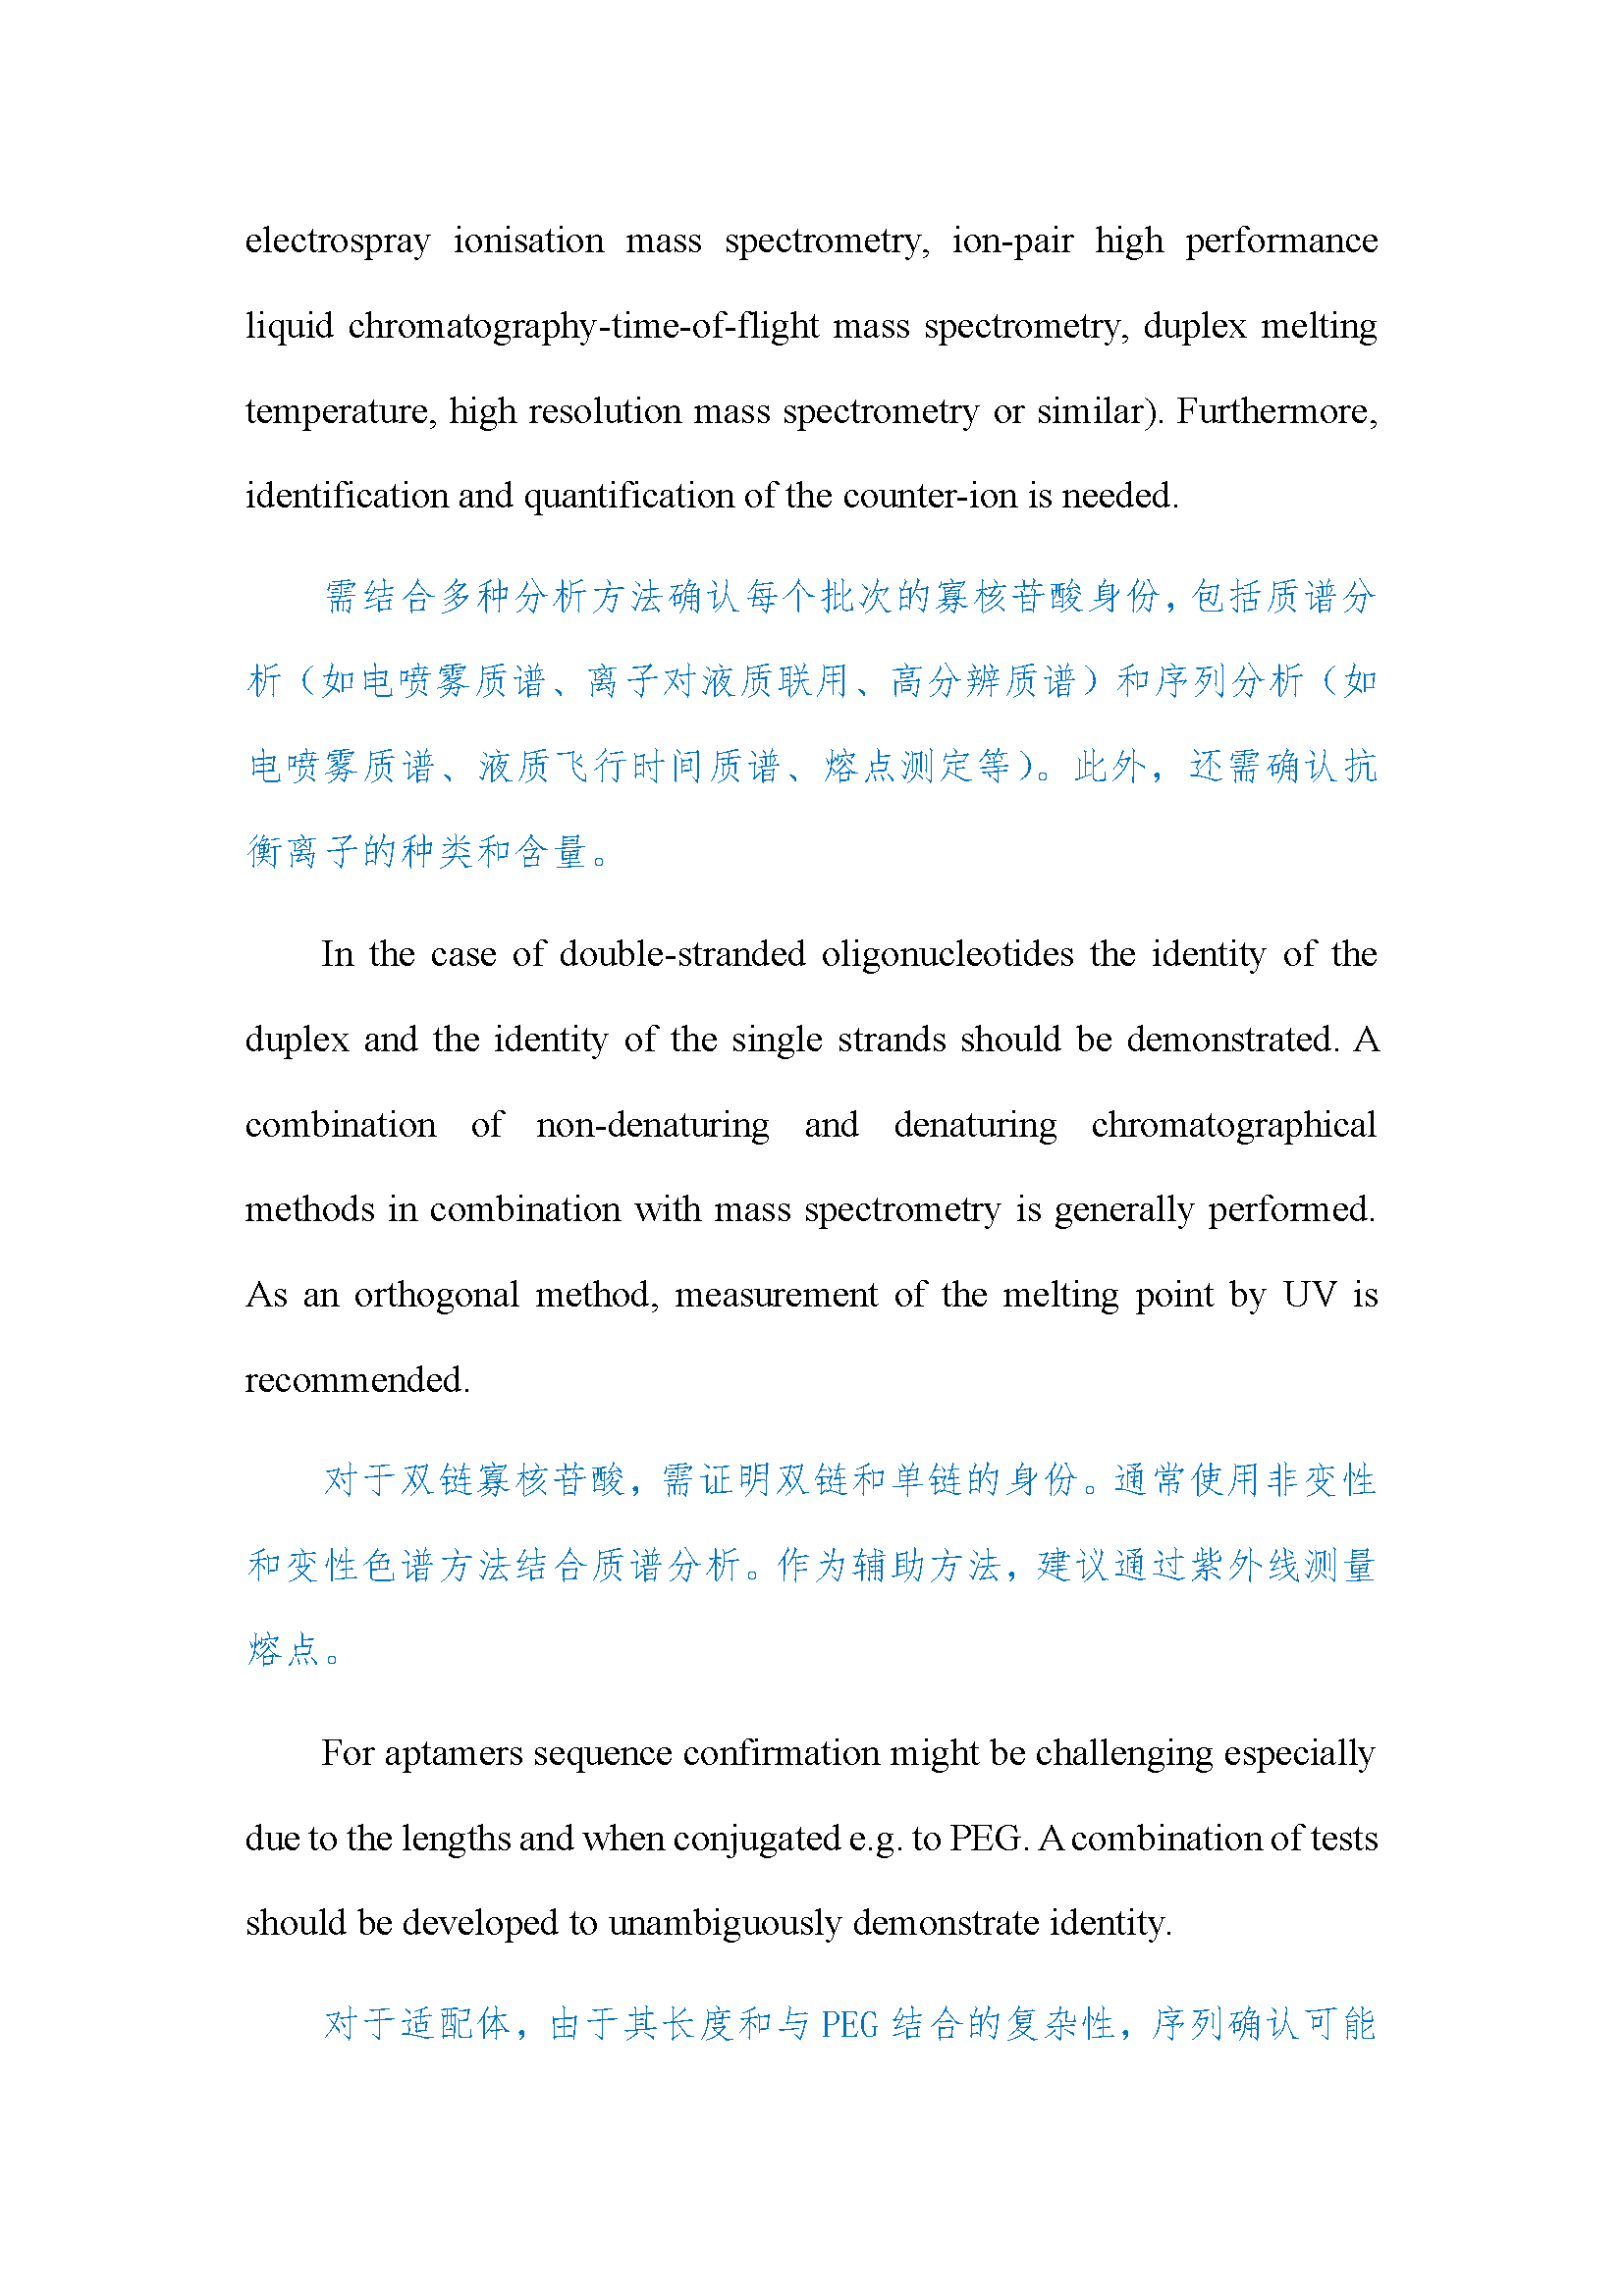 electrospray ionisation mass spectrometry, ion-pair high performance
liquid chromatography-time-of-flight mass spectrometry, duplex melting
temperature, high resolution mass spectrometry or similar). Furthermore,
identification and quantification of the counter-ion is needed.
需结合多种分析方法确认每个批次的寡核苷酸身份，包括质谱分
析（如电喷雾质谱、离子对液质联用、高分辨质谱）和序列分析（如
电喷雾质谱、液质飞行时间质谱、熔点测定等）。此外，还需确认抗
衡离子的种类和含量。
In the case of double-stranded oligonucleotides the identity of the
duplex and the identity of the single strands should be demonstrated. A
combination of non-denaturing and denaturing chromatographical
methods in combination with mass spectrometry is generally performed.
As an orthogonal method, measurement of the melting point by UV is
recommended.
对于双链寡核苷酸，需证明双链和单链的身份。通常使用非变性
和变性色谱方法结合质谱分析。作为辅助方法，建议通过紫外线测量
熔点。
For aptamers sequence confirmation might be challenging especially
due to the lengths and when conjugated e.g. to PEG. A combination of tests
should be developed to unambiguously demonstrate identity.
对于适配体，由于其长度和与 PEG 结合的复杂性，序列确认可能